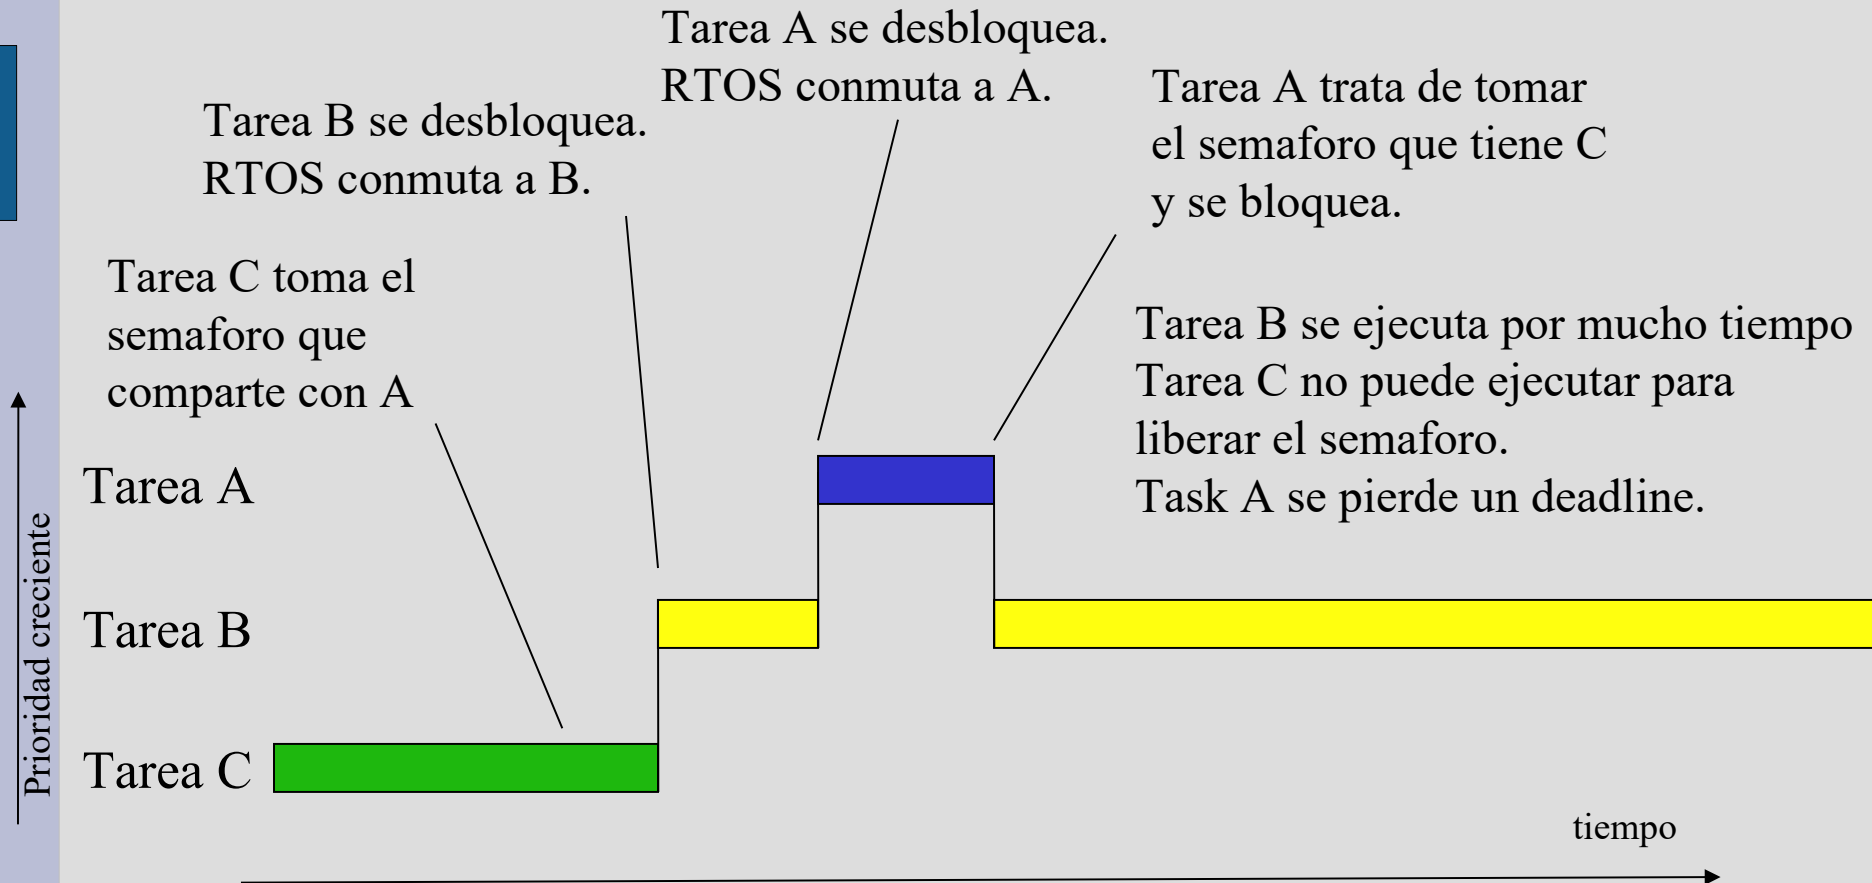 Tarea A se desbloquea.
RTOS conmuta a A.
Tarea B se desbloquea.
RTOS conmuta a B.
Tarea A trata de tomar
el semaforo que tiene C
y se bloquea.
Tarea C toma el
semaforo que
comparte con A
Tarea B se ejecuta por mucho tiempo
Tarea C no puede ejecutar para
liberar el semaforo.
Task A se pierde un deadline.
Prioridad creciente
Tarea A
Tarea B
Tarea C
tiempo